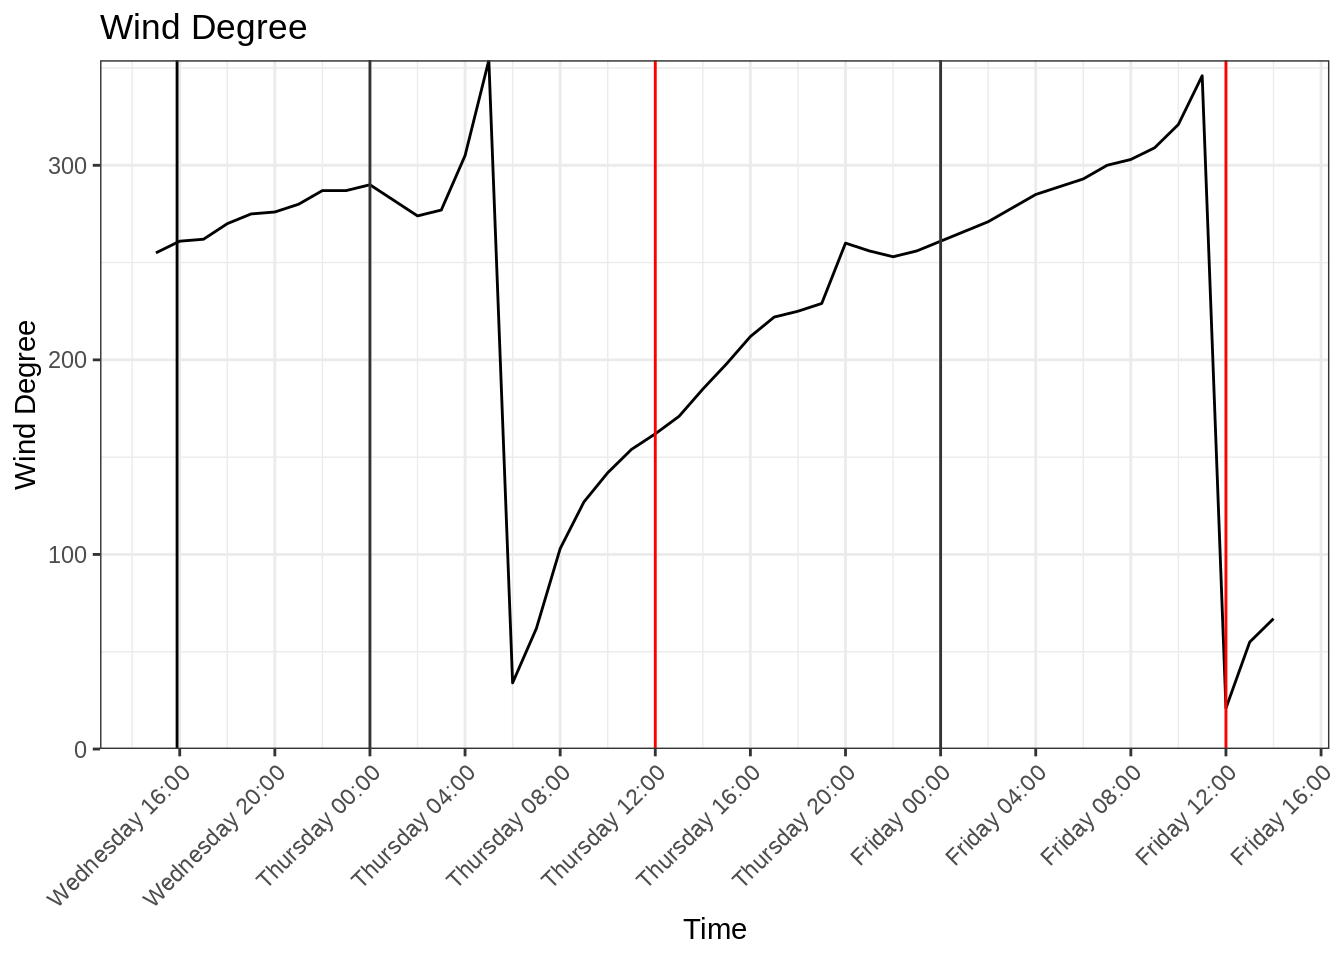 Wind Degree
Wind Degree
300
200
100
0
Wednesday 16:00
Wednesday 20:00
Thursday 00:00
Thursday 04:00
Thursday 08:00
Thursday 12:00
Thursday 16:00
Thursday 20:00
Friday 00:00
Friday 04:00
Friday 08:00
Friday 12:00
Friday 16:00
Time